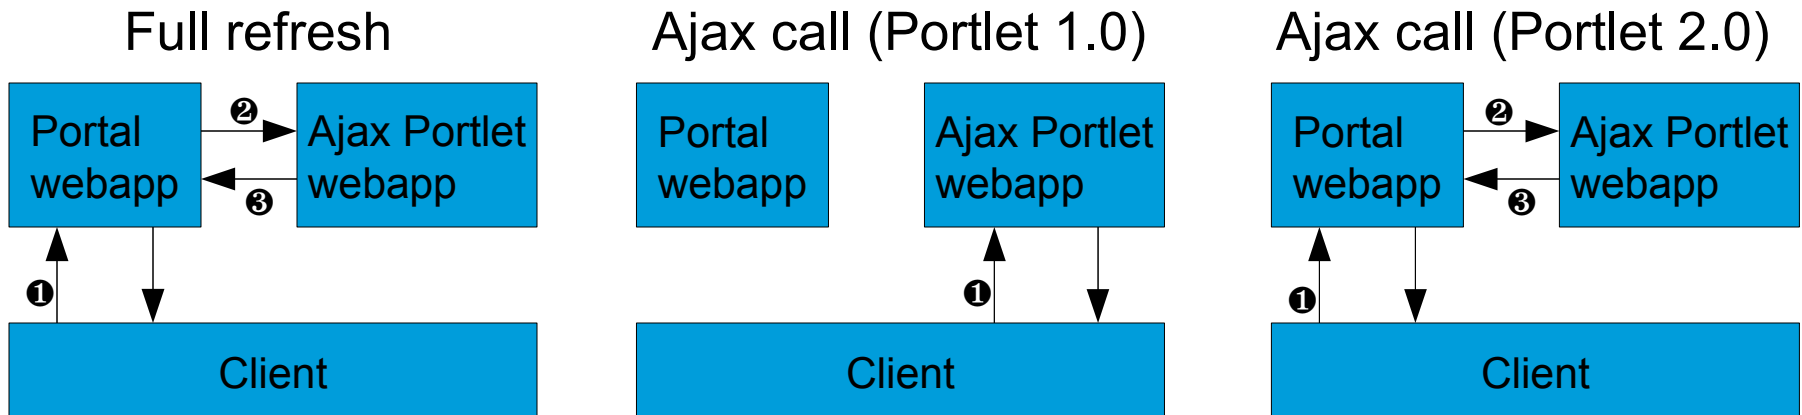 Full refresh
Ajax call (Portlet 1.0)
Ajax call (Portlet 2.0)
Portal
webapp
❷
❸
Ajax Portlet
webapp
❶
Client
Portal
webapp
Ajax Portlet
webapp
❶
Client
Portal
webapp
❷
❸
Ajax Portlet
webapp
❶
Client